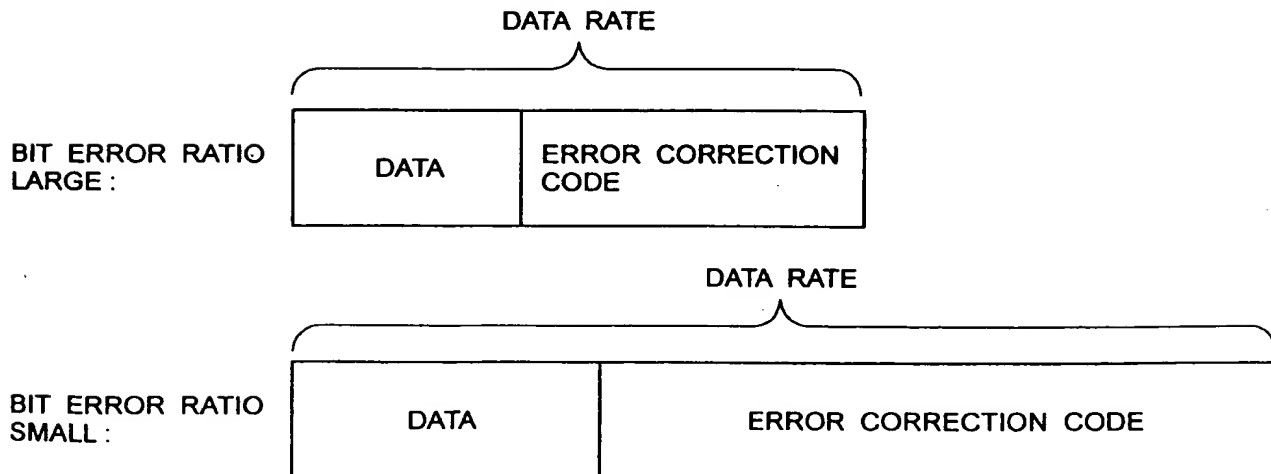 DATA RATE
BIT ERROR RATIO
LARGE :
DATA
ERROR CORRECTION
CODE
DATA RATE
BIT ERROR RATIO
SMALL :
DATA
ERROR CORRECTION CODE